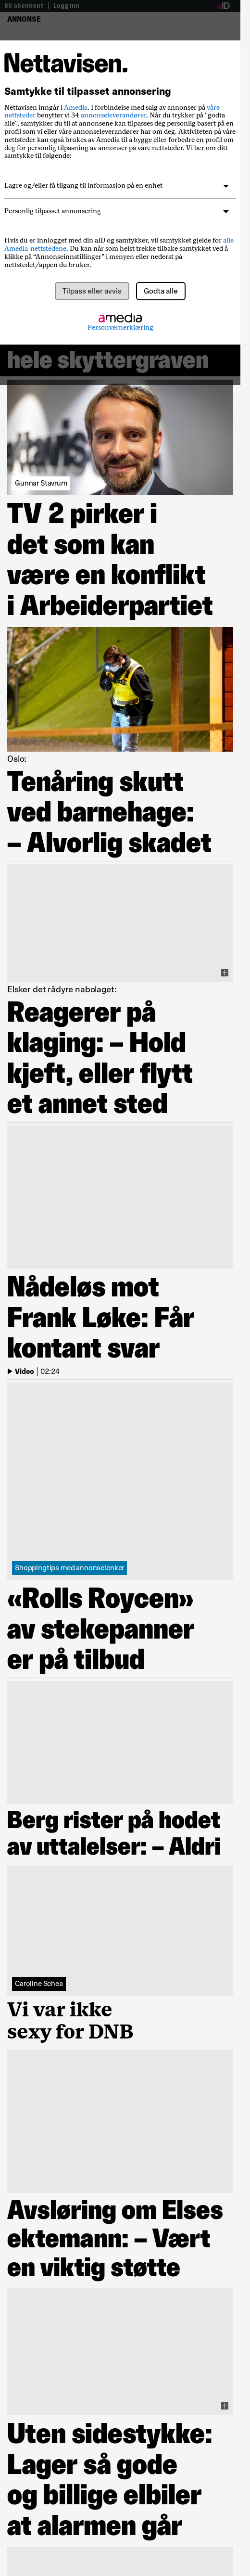 Bli abonnent | Logg inn
aID
ANNONSE
Nettavisen.
Samtykke til tilpasset annonsering
Nettavisen inngår i Amedia. I forbindelse med salg av annonser på våre
nettsteder benytter vi 34 annonseleverandører. Når du trykker på "godta
alle", samtykker du til at annonsene kan tilpasses deg personlig, basert på en
profil som vi eller våre annonseleverandører har om deg. Aktiviteten på våre
nettsteder kan også brukes av Amedia til å bygge eller forbedre en profil om
deg for personlig tilpasning av annonser på våre nettsteder. Vi ber om ditt
samtykke til følgende:
Lagre og/eller få tilgang til informasjon på en enhet
Personlig tilpasset annonsering
Hvis du er innlogget med din aID og samtykker, vil samtykket gjelde for alle
Amedia-nettstedene. Du kan når som helst trekke tilbake samtykket ved å
klikke på "Annonseinnstillinger" i menyen eller nederst på
nettstedet/appen du bruker.
Tilpass eller avvis
Godta alle
amedia
Personvernerklæring
hele skyttergraven
Gunnar Stavrum
TV 2 pirker i
det som kan
være en konflikt
i Arbeiderpartiet
Oslo:
Tenåring skutt
ved barnehage:
– Alvorlig skadet
Elsker det rådyre nabolaget:
Reagerer på
klaging: – Hold
kjeft, eller flytt
et annet sted
Nådeløs mot
Frank Løke: Får
kontant svar
Video | 02:24
Shoppingtips med annonselenker
«Rolls Roycen»
av stekepanner
er på tilbud
Berg rister på hodet
av uttalelser: – Aldri
Caroline Schea
Vi var ikke
sexy for DNB
Avsløring om Elses
ektemann: – Vært
en viktig støtte
Uten sidestykke:
Lager så gode
og billige elbiler
at alarmen går